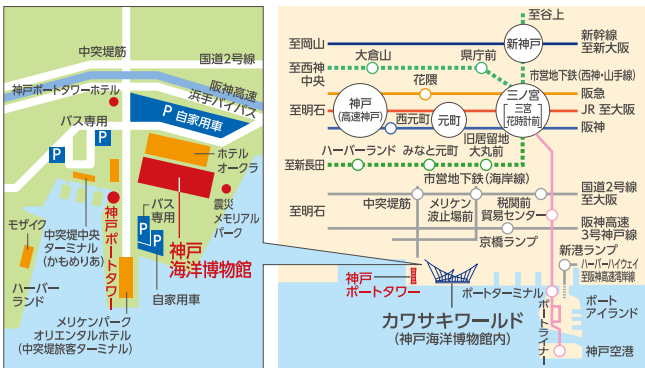 中突堤筋
国道2号線
阪神高速
浜手バイパス
神戸ポートタワーホテル
P 自家用車
バス専用
P
P
ホテル
オークラ
バス
専用
P
P
震災
メモリアル
パーク
モザイク
中突堤中央
ターミナル
(かもめりあ)
神戸ポートタワー
神戸
海洋博物館
ハーバー
ランド
自家用車
メリケンパーク
オリエンタルホテル
(中突堤旅客ターミナル)
至谷上
至岡山
新神戸
新幹線
至新大阪
大倉山
県庁前
至西神
中央
市営地下鉄(西神・山手線)
花隈
三ノ宮
三宮
花時計前
阪急
神戸
(高速神戸)
至明石
元町
JR 至大阪
西元町
阪神
旧居留地
大丸前
ハーバーランド
みなと元町
至新長田
市営地下鉄(海岸線)
中突堤筋
メリケン
波止場前
税関前
貿易センター
国道2号線
至大阪
至明石
阪神高速
3号神戸線
京橋ランプ
新港ランプ
ハーバーハイウェイ
至阪神高速湾岸線
神戸
ポートタワー
ポートターミナル
カワサキワールド
(神戸海洋博物館内)
ポート
アイランド
ポートライナー
神戸空港